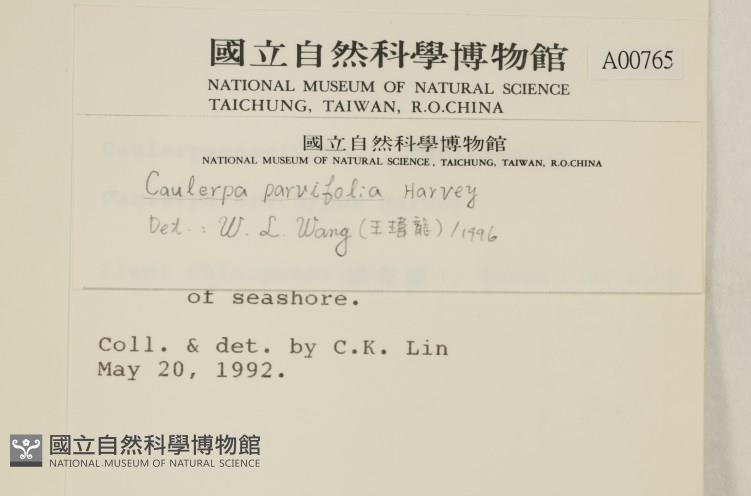 國立自然科學博物館
A00765
NATIONAL MUSEUM OF NATURAL SCIENCE
TAICHUNG, TAIWAN, R.O.CHINA
國立自然科學博物館
NATIONAL MUSEUM OF NATURAL SCIENCE, TAICHUNG, TAIWAN, R.O.CHINA
Caulerpa parvifolia Harvey
Det.: W. L. Wang (王瑋龍) / 1996
of seashore.
Coll. & det. by C.K. Lin
May 20, 1992.
國立自然科學博物館
NATIONAL MUSEUM OF NATURAL SCIENCE